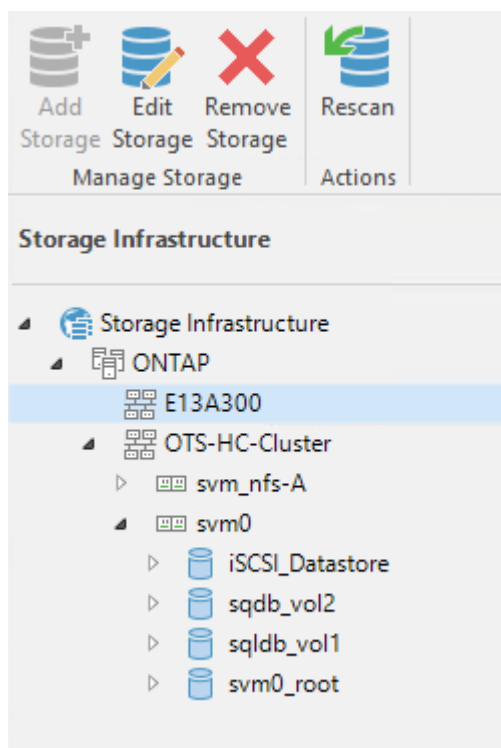 Add Edit Remove Rescan
Storage Storage Storage
Manage Storage Actions
Storage Infrastructure
Storage Infrastructure
ONTAP
E13A300
OTS-HC-Cluster
svm_nfs-A
svm0
iSCSI_Datastore
sqdb_vol2
sqldb_vol1
svm0_root